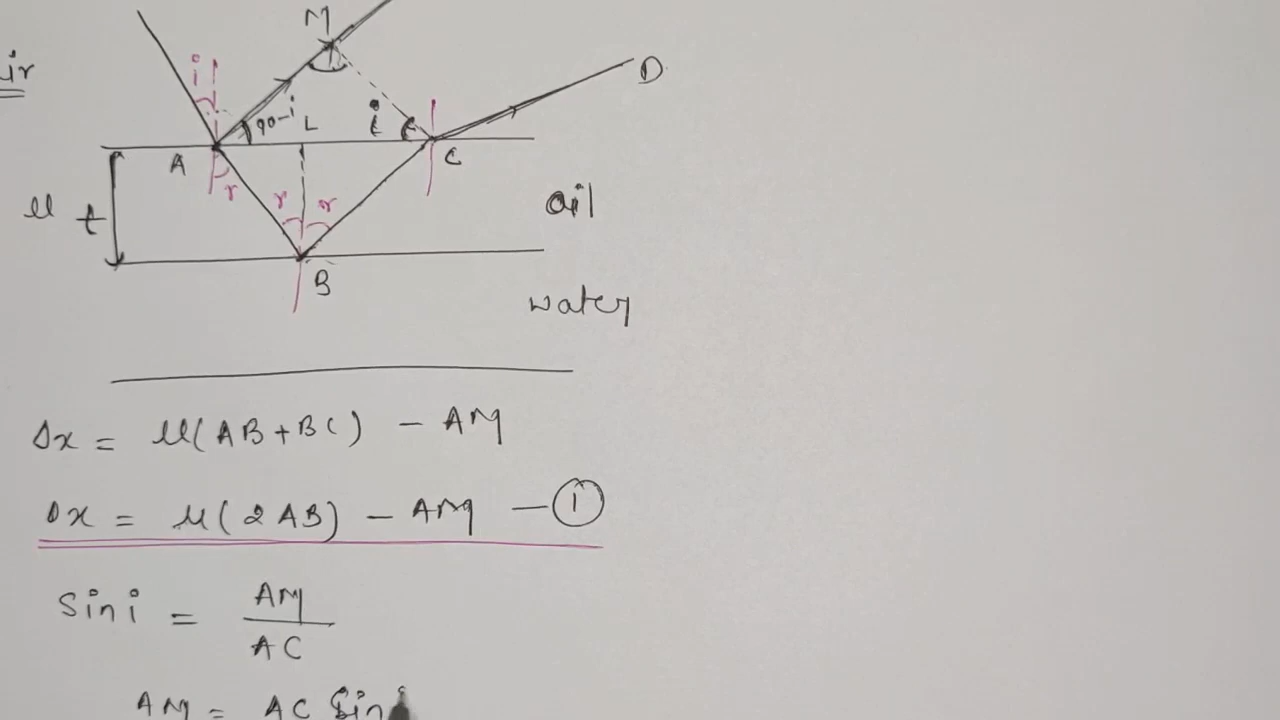 M
ir
i
D
90-i
L
i
A
C
r
μ
t
r
r
oil
B
water
Δx = μ(AB+BC) - AM
Δx = μ(2AB) - AM - ①
Sin i = AM
AC
AM = AC Sin i